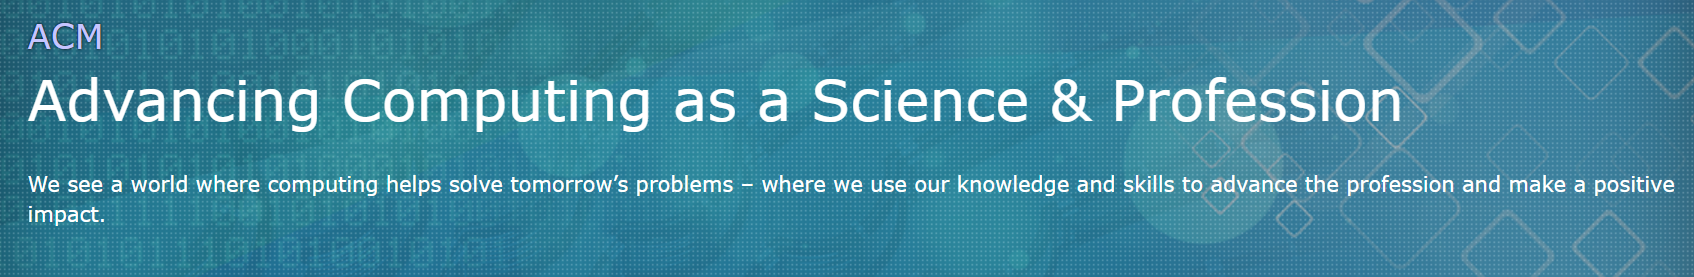 ACM
Advancing Computing as a Science & Profession
We see a world where computing helps solve tomorrow’s problems – where we use our knowledge and skills to advance the profession and make a positive
impact.